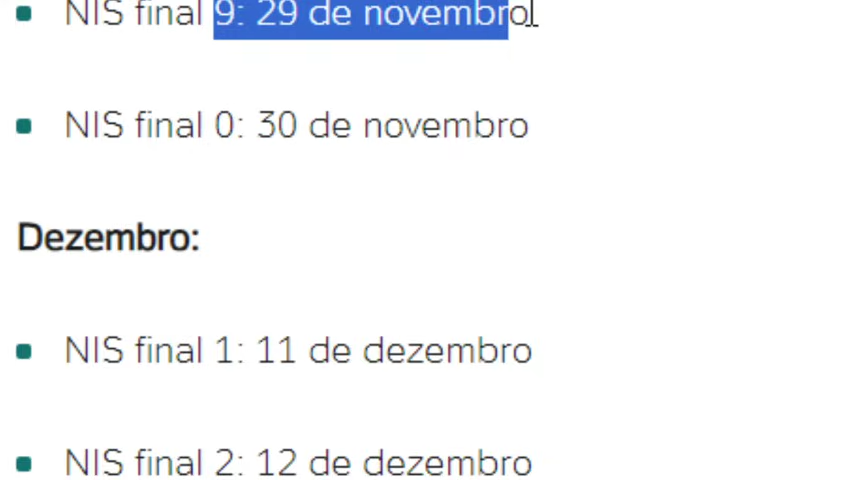 NIS final 9: 29 de novembro
NIS final 0: 30 de novembro
Dezembro:
NIS final 1: 11 de dezembro
NIS final 2: 12 de dezembro